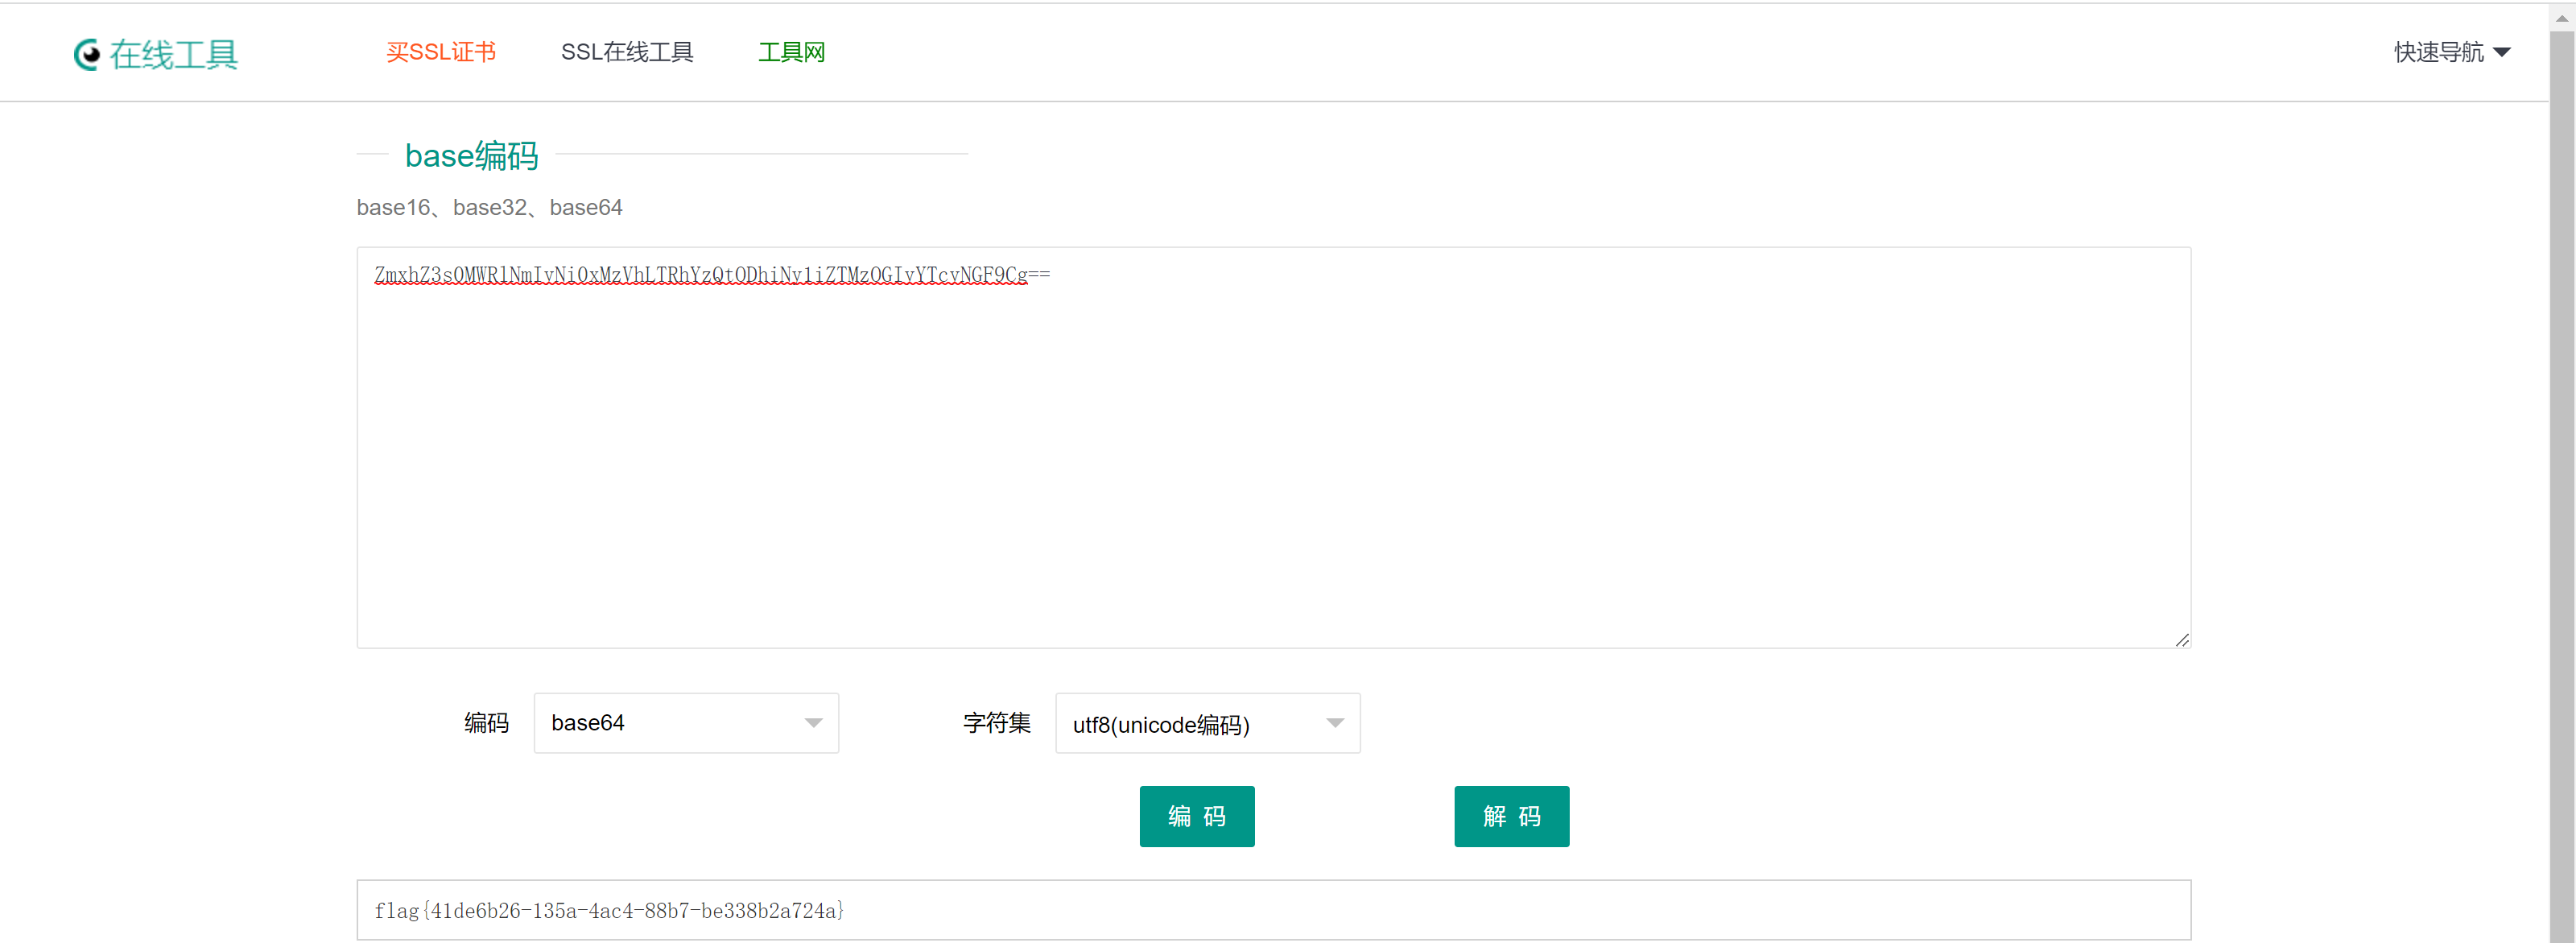 在线工具
买SSL证书
SSL在线工具
工具网
快速导航
base编码
base16、base32、base64
ZmxhZ3s0MWRlNmIyNi0xMzVhLTRhYzQtODhiNy1iZTMzOGIyYTcyNGF9Cg==
编码
base64
字符集
utf8(unicode编码)
编 码
解 码
flag{41de6b26-135a-4ac4-88b7-be338b2a724a}